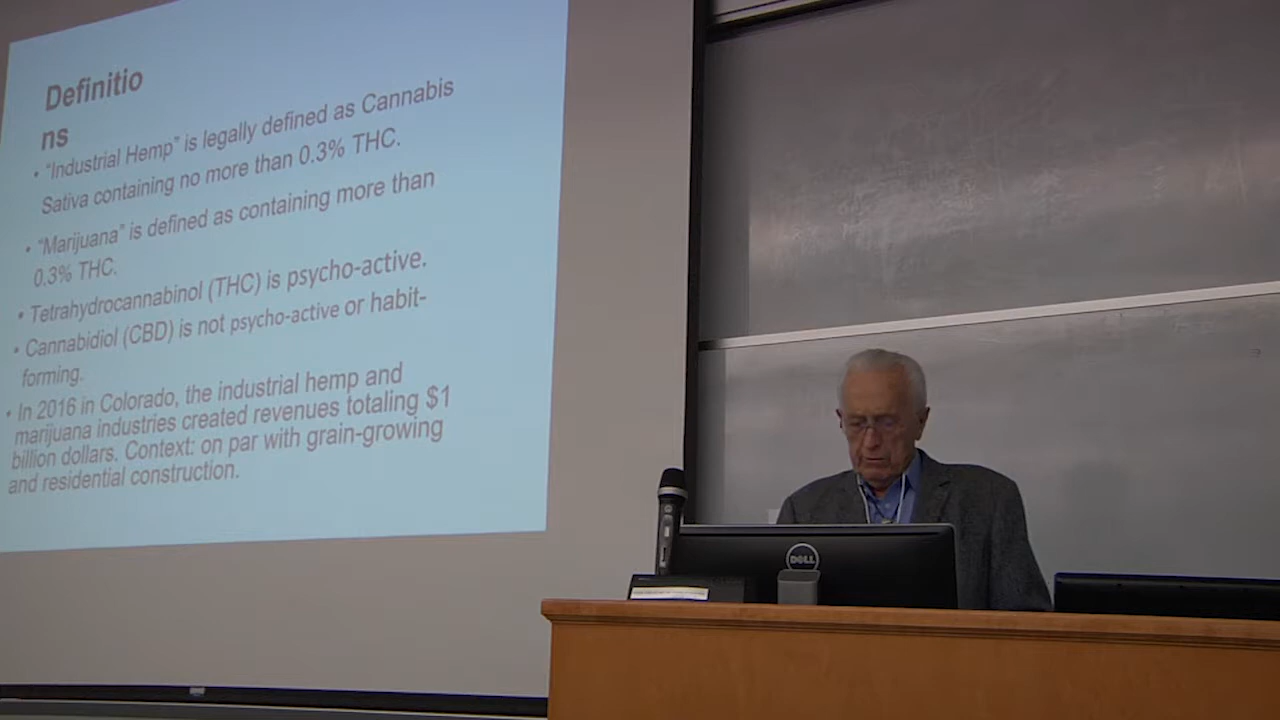 Definitio
ns
• “Industrial Hemp” is legally defined as Cannabis
Sativa containing no more than 0.3% THC.
• “Marijuana” is defined as containing more than
0.3% THC.
• Tetrahydrocannabinol (THC) is psycho-active.
• Cannabidiol (CBD) is not psycho-active or habit-
forming.
• In 2016 in Colorado, the industrial hemp and
marijuana industries created revenues totaling $1
billion dollars. Context: on par with grain-growing
and residential construction.
DELL